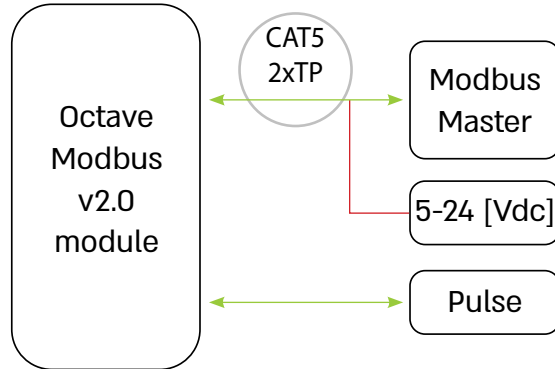 CAT5
2xTP
Octave
Modbus
v2.0
module
Modbus
Master
5-24 [Vdc]
Pulse